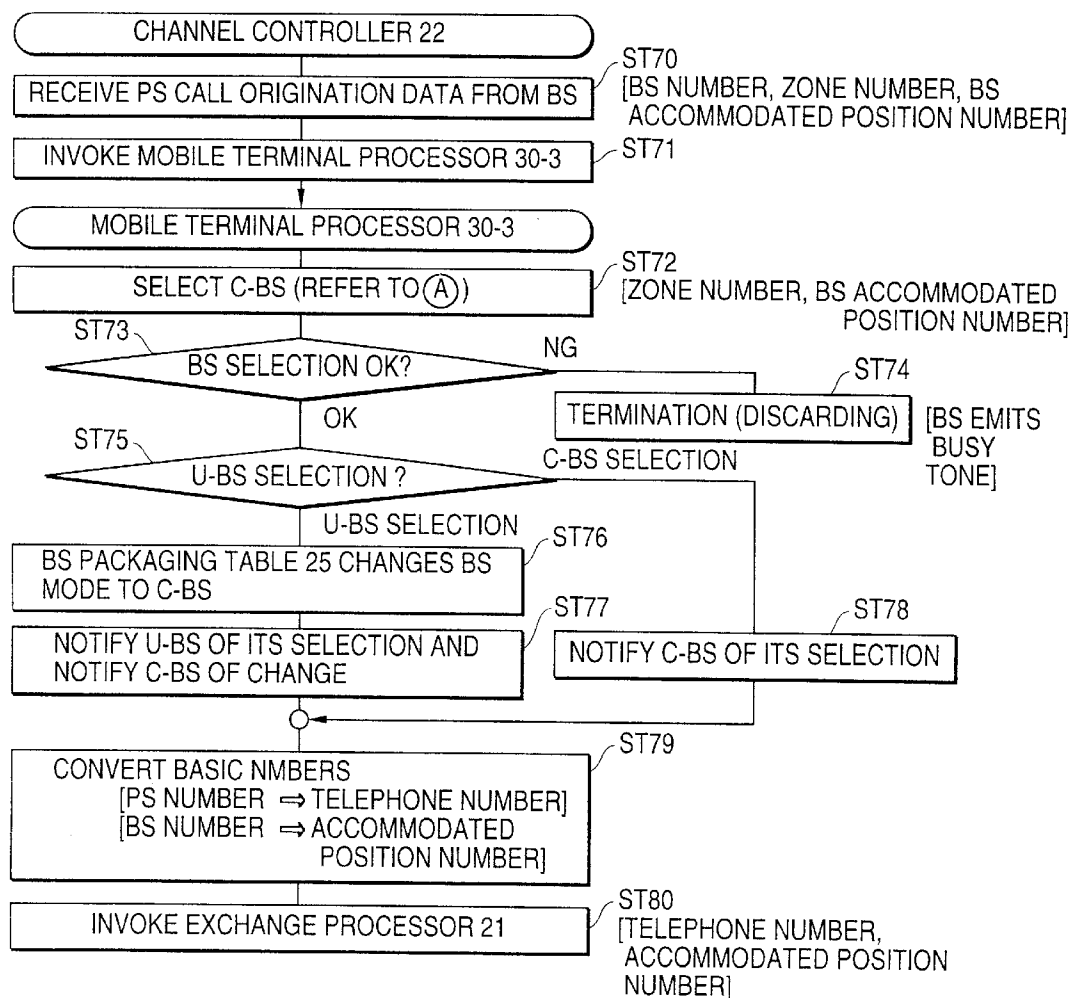 CHANNEL CONTROLLER 22
ST70
RECEIVE PS CALL ORIGINATION DATA FROM BS
[BS NUMBER, ZONE NUMBER, BS
ACCOMMODATED POSITION NUMBER]
INVOKE MOBILE TERMINAL PROCESSOR 30-3
ST71
MOBILE TERMINAL PROCESSOR 30-3
ST72
SELECT C-BS (REFER TO Ⓐ)
[ZONE NUMBER, BS ACCOMMODATED
POSITION NUMBER]
ST73
BS SELECTION OK?
NG
ST74
OK
TERMINATION (DISCARDING)
[BS EMITS
BUSY
TONE]
ST75
U-BS SELECTION ?
C-BS SELECTION
U-BS SELECTION
ST76
BS PACKAGING TABLE 25 CHANGES BS
MODE TO C-BS
ST77
NOTIFY U-BS OF ITS SELECTION AND
NOTIFY C-BS OF CHANGE
ST78
NOTIFY C-BS OF ITS SELECTION
ST79
CONVERT BASIC NMBERS
[PS NUMBER ⇒ TELEPHONE NUMBER]
[BS NUMBER ⇒ ACCOMMODATED
POSITION NUMBER]
ST80
INVOKE EXCHANGE PROCESSOR 21
[TELEPHONE NUMBER,
ACCOMMODATED POSITION
NUMBER]